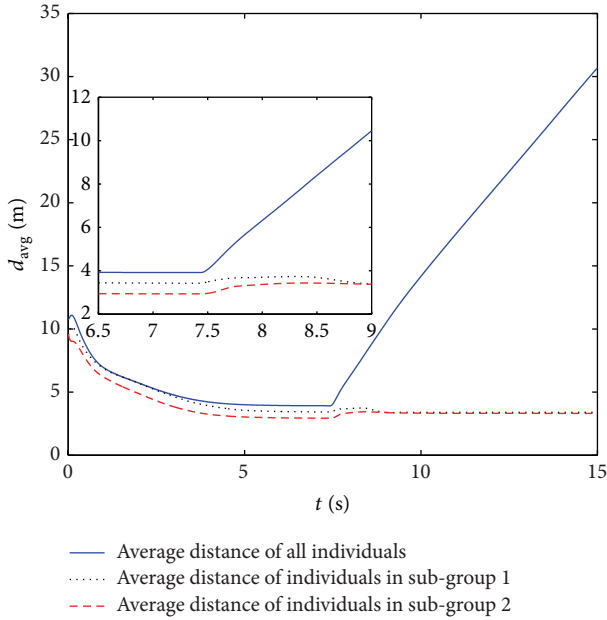 35
30
25
20
15
10
5
0
d_avg (m)
12
10
8
6
4
2
6.5 7 7.5 8 8.5 9
0 5 10 15
t (s)
Average distance of all individuals
Average distance of individuals in sub-group 1
Average distance of individuals in sub-group 2